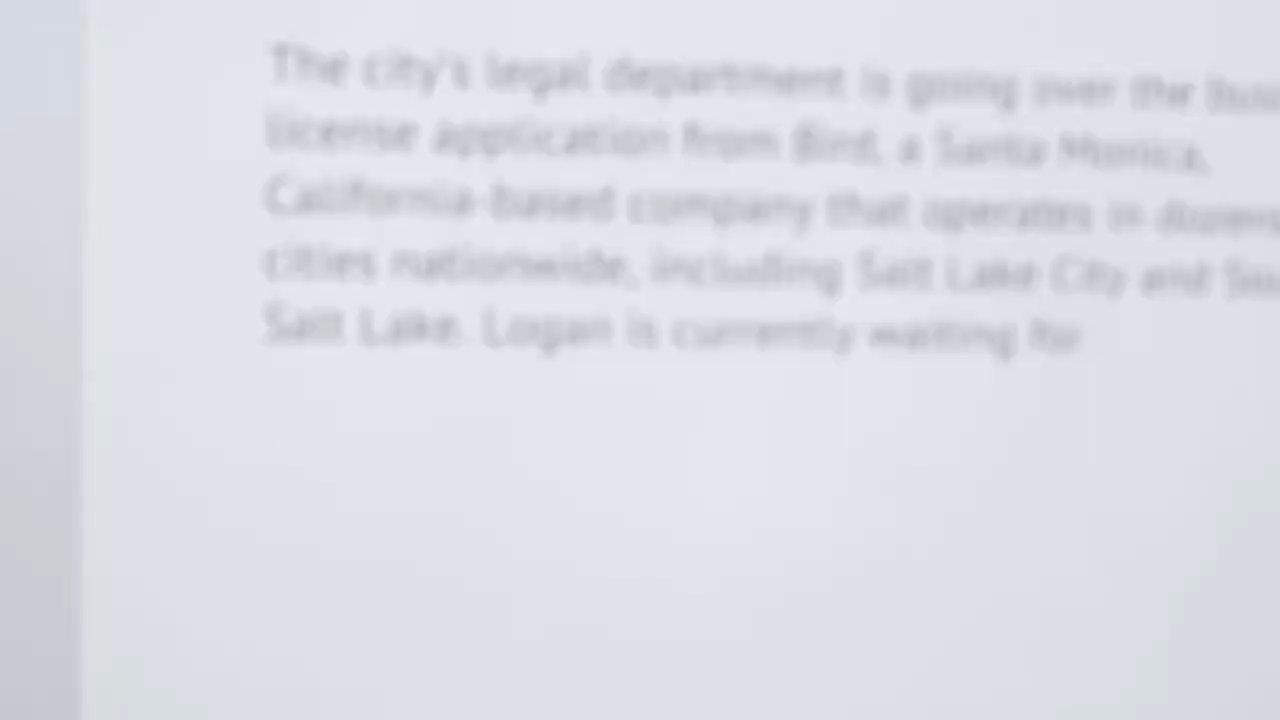 The city's legal department is going over the
license application from Bird, a Santa Monica,
California-based company that operates in
cities nationwide, including Salt Lake City and
Salt Lake. Logan is currently waiting for